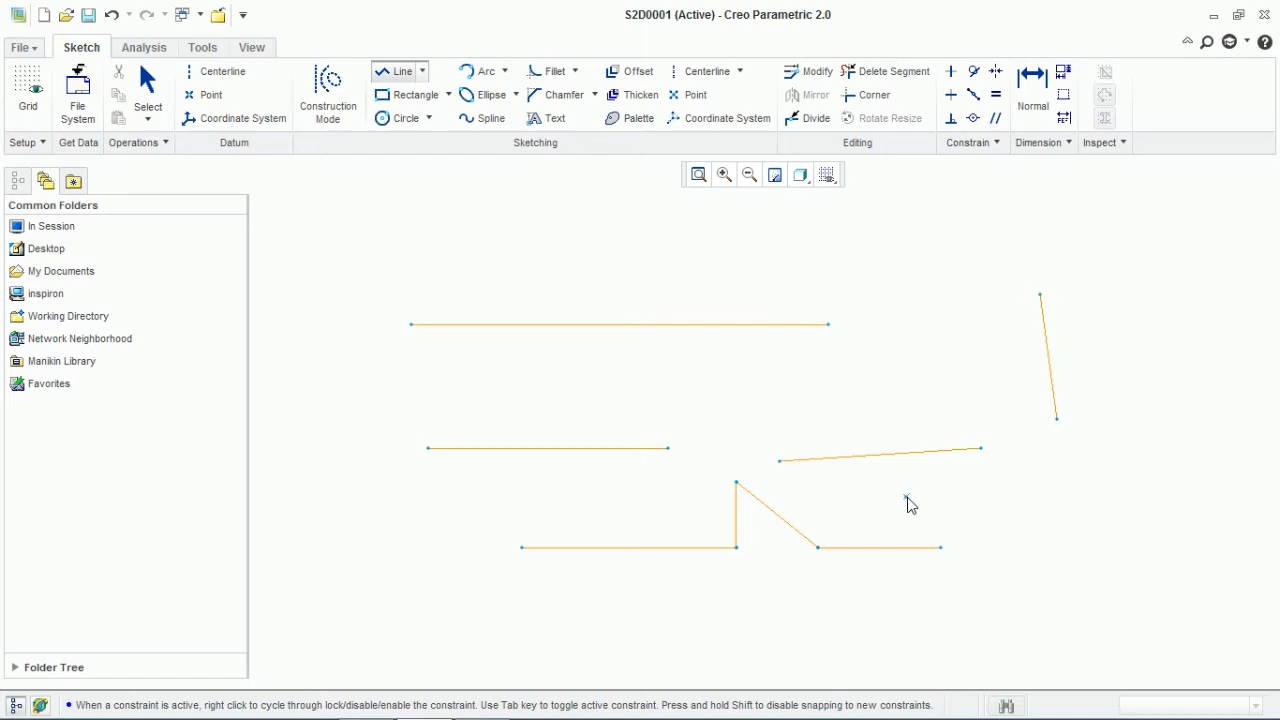 S2D0001 (Active) - Creo Parametric 2.0
File Sketch Analysis Tools View
Grid
File System
Select
Centerline
Point
Coordinate System
Construction Mode
Line Arc Fillet Offset Centerline
Rectangle Ellipse Chamfer Thicken Point
Circle Spline Text Palette Coordinate System
Modify Delete Segment
Mirror Corner
Divide Rotate Resize
Normal
Setup Get Data Operations Datum Sketching Editing Constrain Dimension Inspect
Common Folders
In Session
Desktop
My Documents
inspiron
Working Directory
Network Neighborhood
Manikin Library
Favorites
Folder Tree
When a constraint is active, right click to cycle through lock/disable/enable the constraint. Use Tab key to toggle active constraint. Press and hold Shift to disable snapping to new constraints.